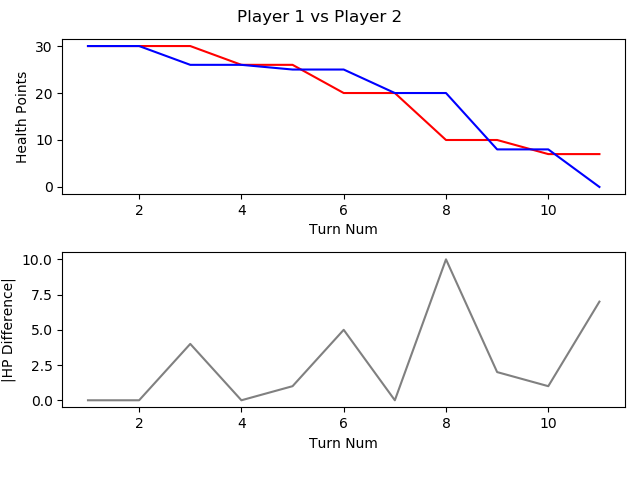 Player 1 vs Player 2
30
20
10
0
Health Points
2 4 6 8 10
Turn Num
10.0
7.5
5.0
2.5
0.0
|HP Difference|
2 4 6 8 10
Turn Num